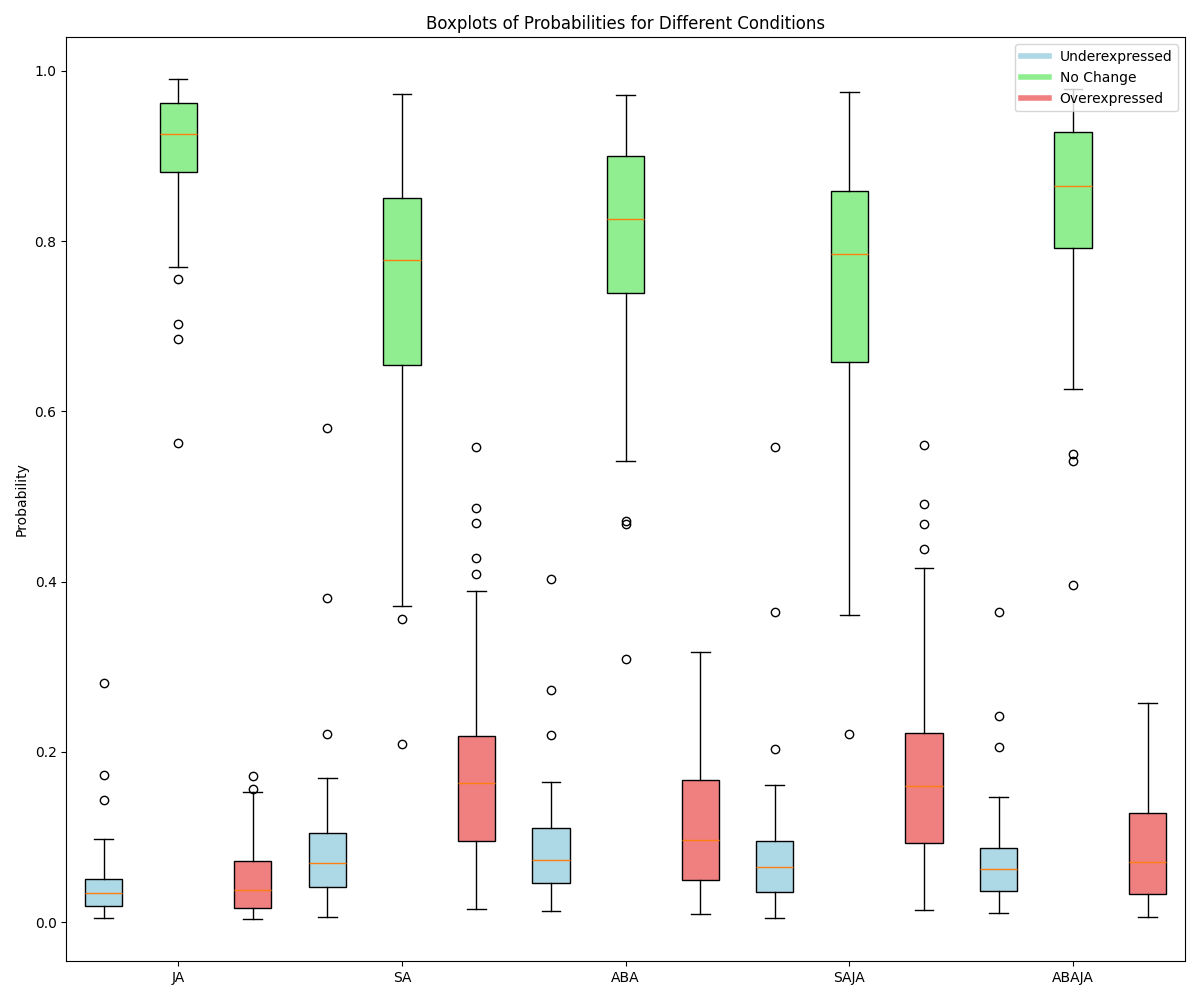 Boxplots of Probabilities for Different Conditions
Underexpressed
No Change
Overexpressed
1.0
0.8
0.6
0.4
0.2
0.0
Probability
JA SA ABA SAJA ABAJA